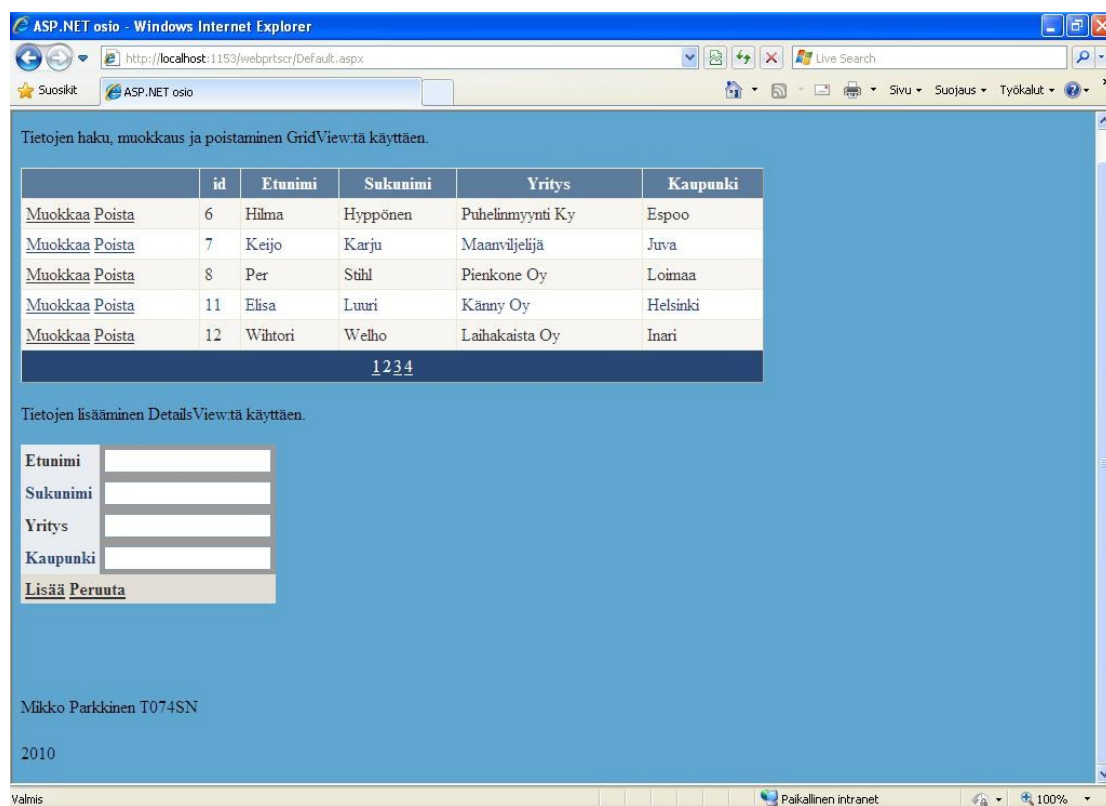 ASP.NET osio - Windows Internet Explorer
http://localhost:1153/webprtscr/Default.aspx
Live Search
Suosikit
ASP.NET osio
Sivu
Suojaus
Työkalut
Tietojen haku, muokkaus ja poistaminen GridView:tä käyttäen.
id Etunimi Sukunimi Yritys Kaupunki
Muokkaa Poista 6 Hilma Hyppönen Puhelinmyynti Ky Espoo
Muokkaa Poista 7 Keijo Karju Maanviljelijä Juva
Muokkaa Poista 8 Per Stihl Pienkone Oy Loimaa
Muokkaa Poista 11 Elisa Luuri Känny Oy Helsinki
Muokkaa Poista 12 Wihtori Welho Laihakaista Oy Inari
1234
Tietojen lisääminen DetailsView:tä käyttäen.
Etunimi
Sukunimi
Yritys
Kaupunki
Lisää Peruuta
Mikko Parkkinen T074SN
2010
Valmis
Paikallinen intranet
100%